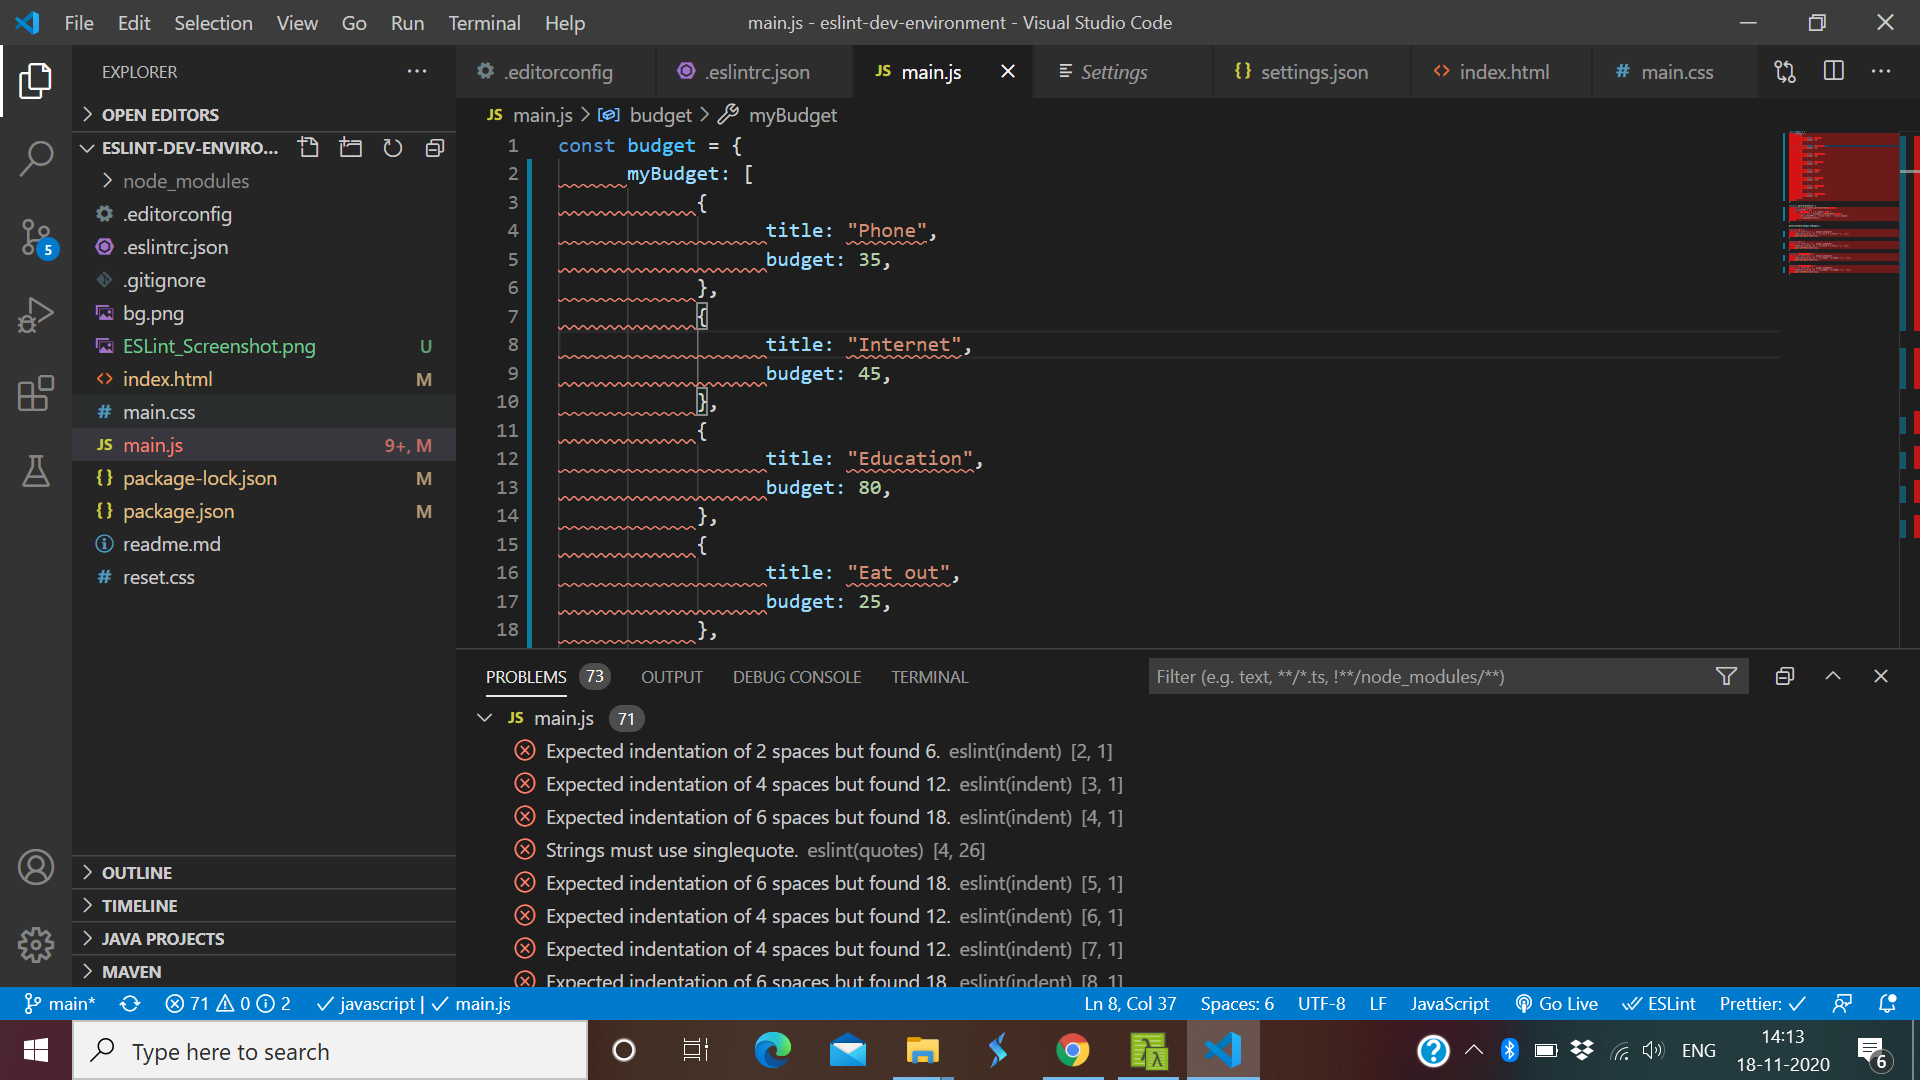 File Edit Selection View Go Run Terminal Help
main.js - eslint-dev-environment - Visual Studio Code
EXPLORER
OPEN EDITORS
ESLINT-DEV-ENVIRO...
node_modules
.editorconfig
.eslintrc.json
.gitignore
bg.png
ESLint_Screenshot.png U
index.html M
main.css
main.js 9+, M
package-lock.json M
package.json M
readme.md
reset.css
OUTLINE
TIMELINE
JAVA PROJECTS
MAVEN
5
.editorconfig .eslintrc.json JS main.js Settings settings.json index.html main.css
JS main.js > budget > myBudget
1 const budget = {
2 myBudget: [
3 {
4 title: "Phone",
5 budget: 35,
6 },
7 {
8 title: "Internet",
9 budget: 45,
10 },
11 {
12 title: "Education",
13 budget: 80,
14 },
15 {
16 title: "Eat out",
17 budget: 25,
18 },
PROBLEMS 73 OUTPUT DEBUG CONSOLE TERMINAL
Filter (e.g. text, **/*.ts, !**/node_modules/**)
JS main.js 71
Expected indentation of 2 spaces but found 6. eslint(indent) [2, 1]
Expected indentation of 4 spaces but found 12. eslint(indent) [3, 1]
Expected indentation of 6 spaces but found 18. eslint(indent) [4, 1]
Strings must use singlequote. eslint(quotes) [4, 26]
Expected indentation of 6 spaces but found 18. eslint(indent) [5, 1]
Expected indentation of 4 spaces but found 12. eslint(indent) [6, 1]
Expected indentation of 4 spaces but found 12. eslint(indent) [7, 1]
Expected indentation of 6 spaces but found 18. eslint(indent) [8, 1]
main* 71 0 2 javascript | main.js
Ln 8, Col 37 Spaces: 6 UTF-8 LF JavaScript Go Live ESLint Prettier:
Type here to search
ENG
14:13
18-11-2020
6